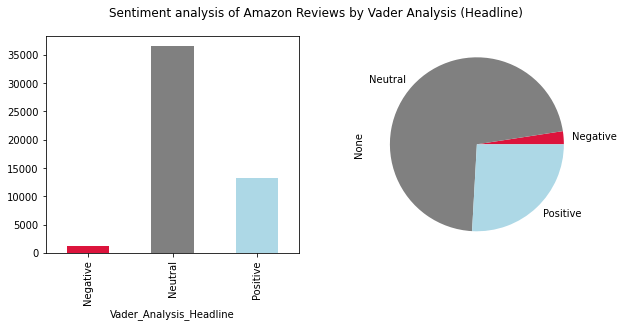 Sentiment analysis of Amazon Reviews by Vader Analysis (Headline)
35000
30000
25000
20000
15000
10000
5000
0
Negative
Neutral
Positive
Vader_Analysis_Headline
None
Neutral
Negative
Positive